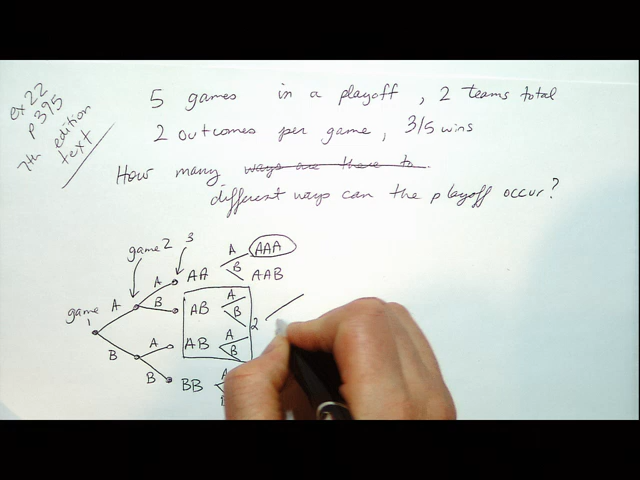 ex 22
p 395
7th edition
text
5 games in a playoff, 2 teams total
2 outcomes per game, 3/5 wins
How many ways are there to
different ways can the playoff occur?
game 2 3
A AAA
A AA
B AAB
B
A
game 1
AB A
B 2
B A
AB A
B
B BB A